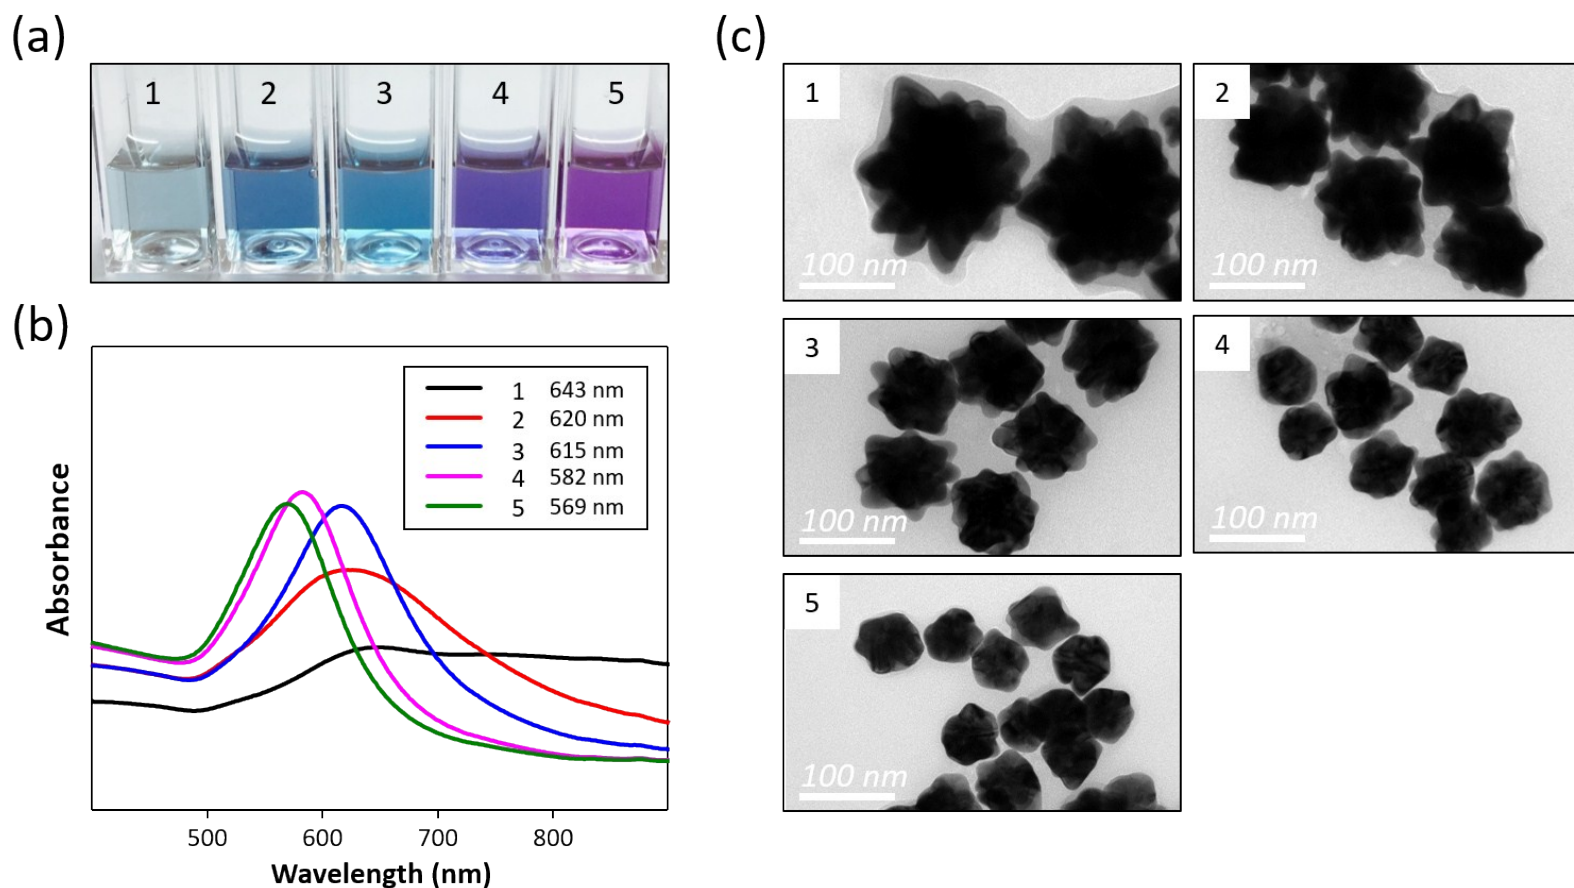 (a)
1 2 3 4 5
(b)
1 643 nm
2 620 nm
3 615 nm
4 582 nm
5 569 nm
Absorbance
500 600 700 800
Wavelength (nm)
(c)
1
100 nm
2
100 nm
3
100 nm
4
100 nm
5
100 nm